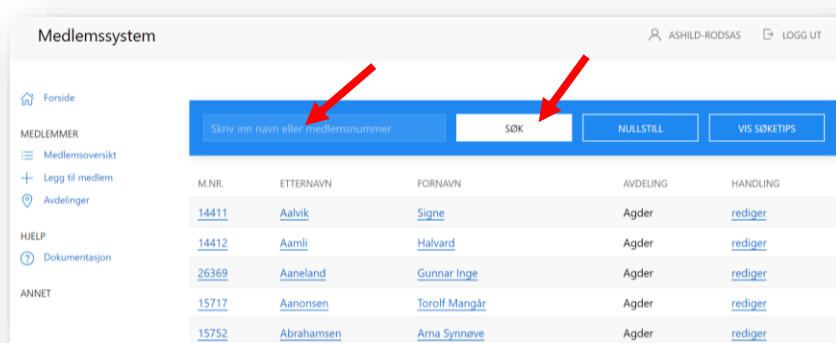 Medlemssystem
ASHILD-RODSAS LOGG UT
Forside
MEDLEMMER
Medlemsoversikt
Legg til medlem
Avdelinger
HJELP
Dokumentasjon
ANNET
Skriv inn navn eller medlemsnummer SØK NULLSTILL VIS SØKETIPS
M.NR. ETTERNAVN FORNAVN AVDELING HANDLING
14411 Aalvik Signe Agder rediger
14412 Aamli Halvard Agder rediger
26369 Aaneland Gunnar Inge Agder rediger
15717 Aanonsen Torolf Mangår Agder rediger
15752 Abrahamsen Arna Synnøve Agder rediger